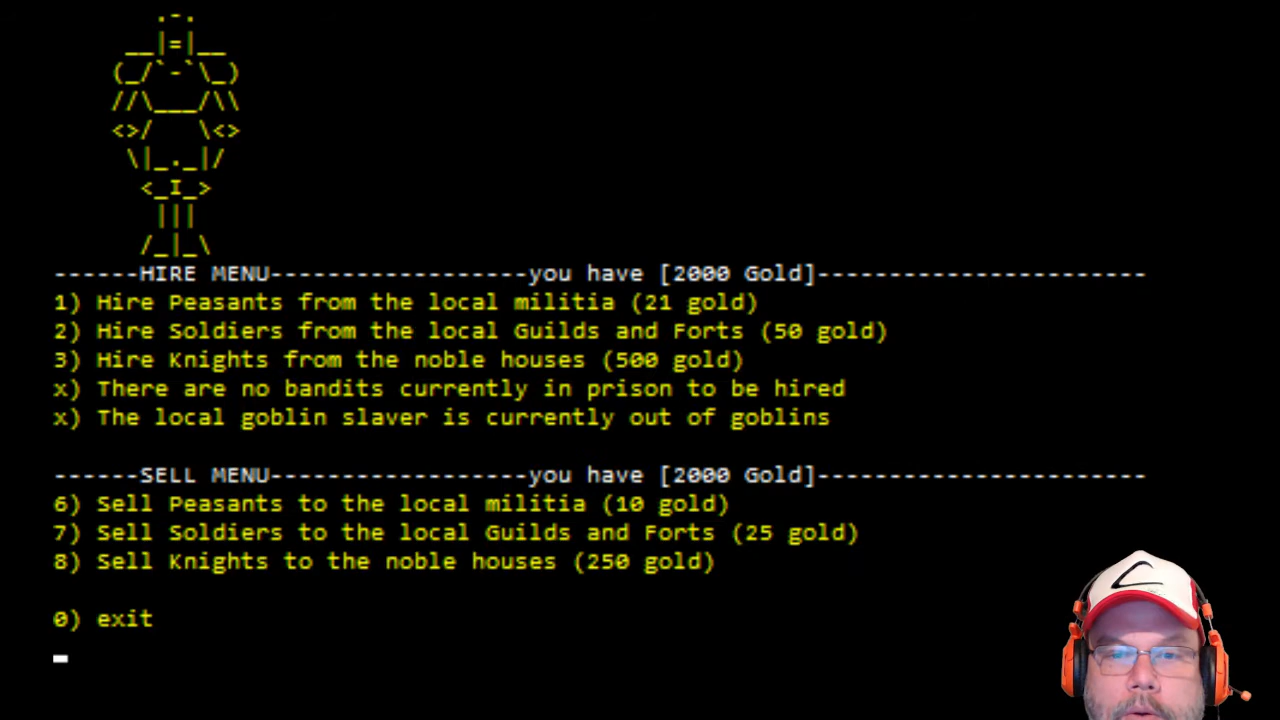 ------HIRE MENU------------------you have [2000 Gold]-----------------------
1) Hire Peasants from the local militia (21 gold)
2) Hire Soldiers from the local Guilds and Forts (50 gold)
3) Hire Knights from the noble houses (500 gold)
x) There are no bandits currently in prison to be hired
x) The local goblin slaver is currently out of goblins
------SELL MENU------------------you have [2000 Gold]-----------------------
6) Sell Peasants to the local militia (10 gold)
7) Sell Soldiers to the local Guilds and Forts (25 gold)
8) Sell Knights to the noble houses (250 gold)
0) exit